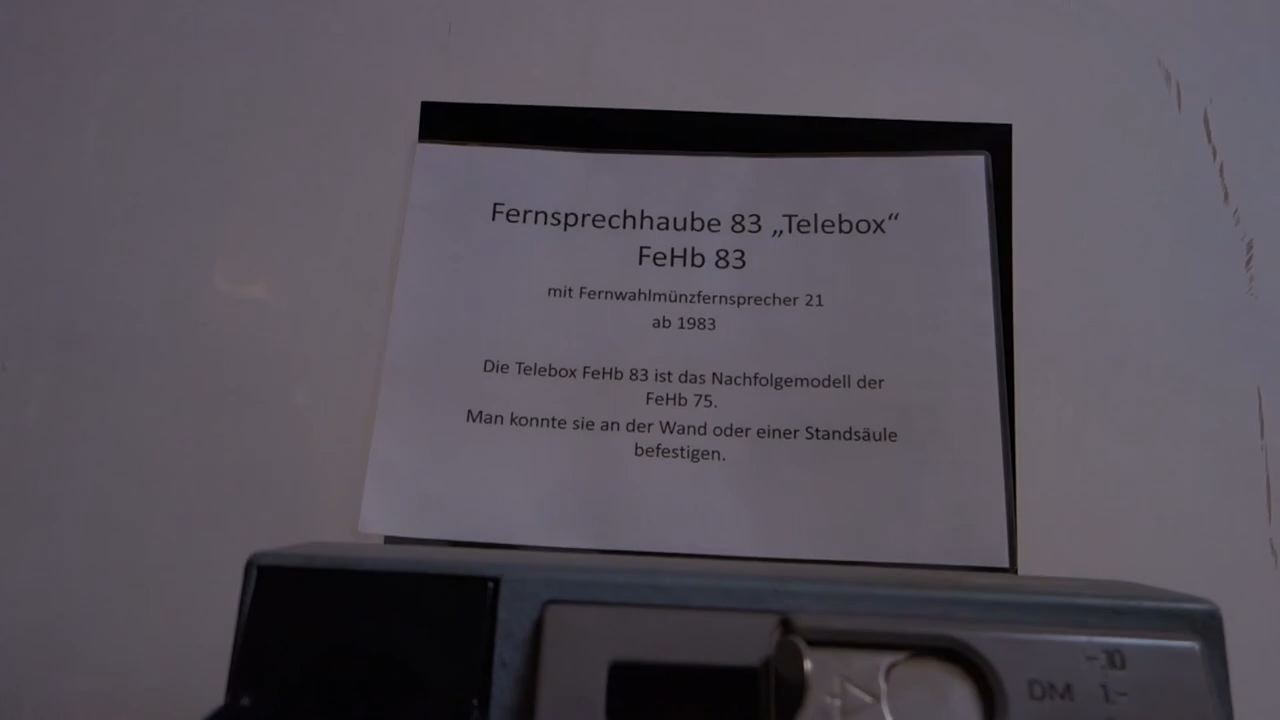 Fernsprechhaube 83 „Telebox“
FeHb 83
mit Fernwahlmünzfernsprecher 21
ab 1983
Die Telebox FeHb 83 ist das Nachfolgemodell der
FeHb 75.
Man konnte sie an der Wand oder einer Standsäule
befestigen.
DM 1-